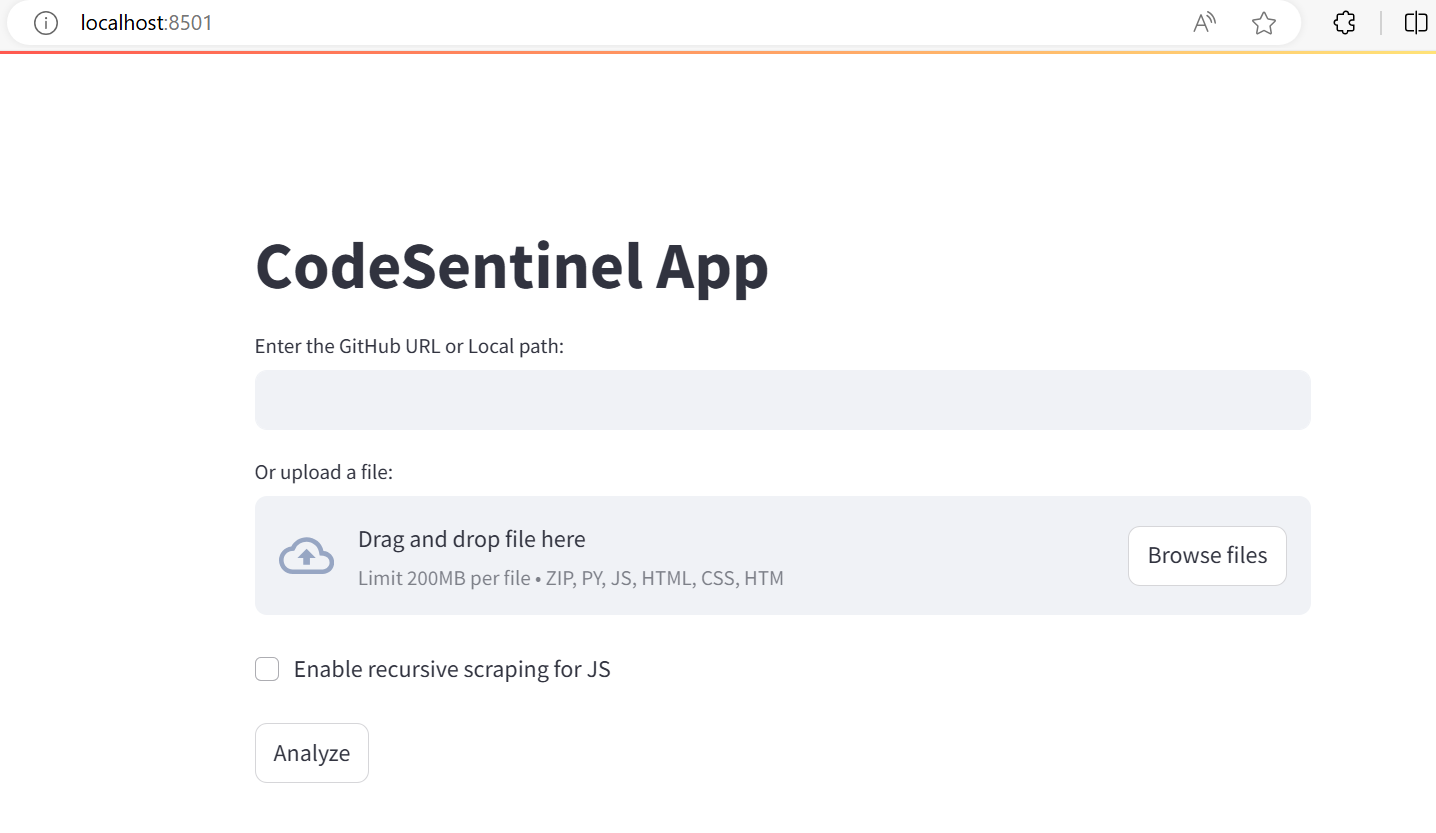 localhost:8501
CodeSentinel App
Enter the GitHub URL or Local path:
Or upload a file:
Drag and drop file here
Limit 200MB per file • ZIP, PY, JS, HTML, CSS, HTM
Browse files
Enable recursive scraping for JS
Analyze